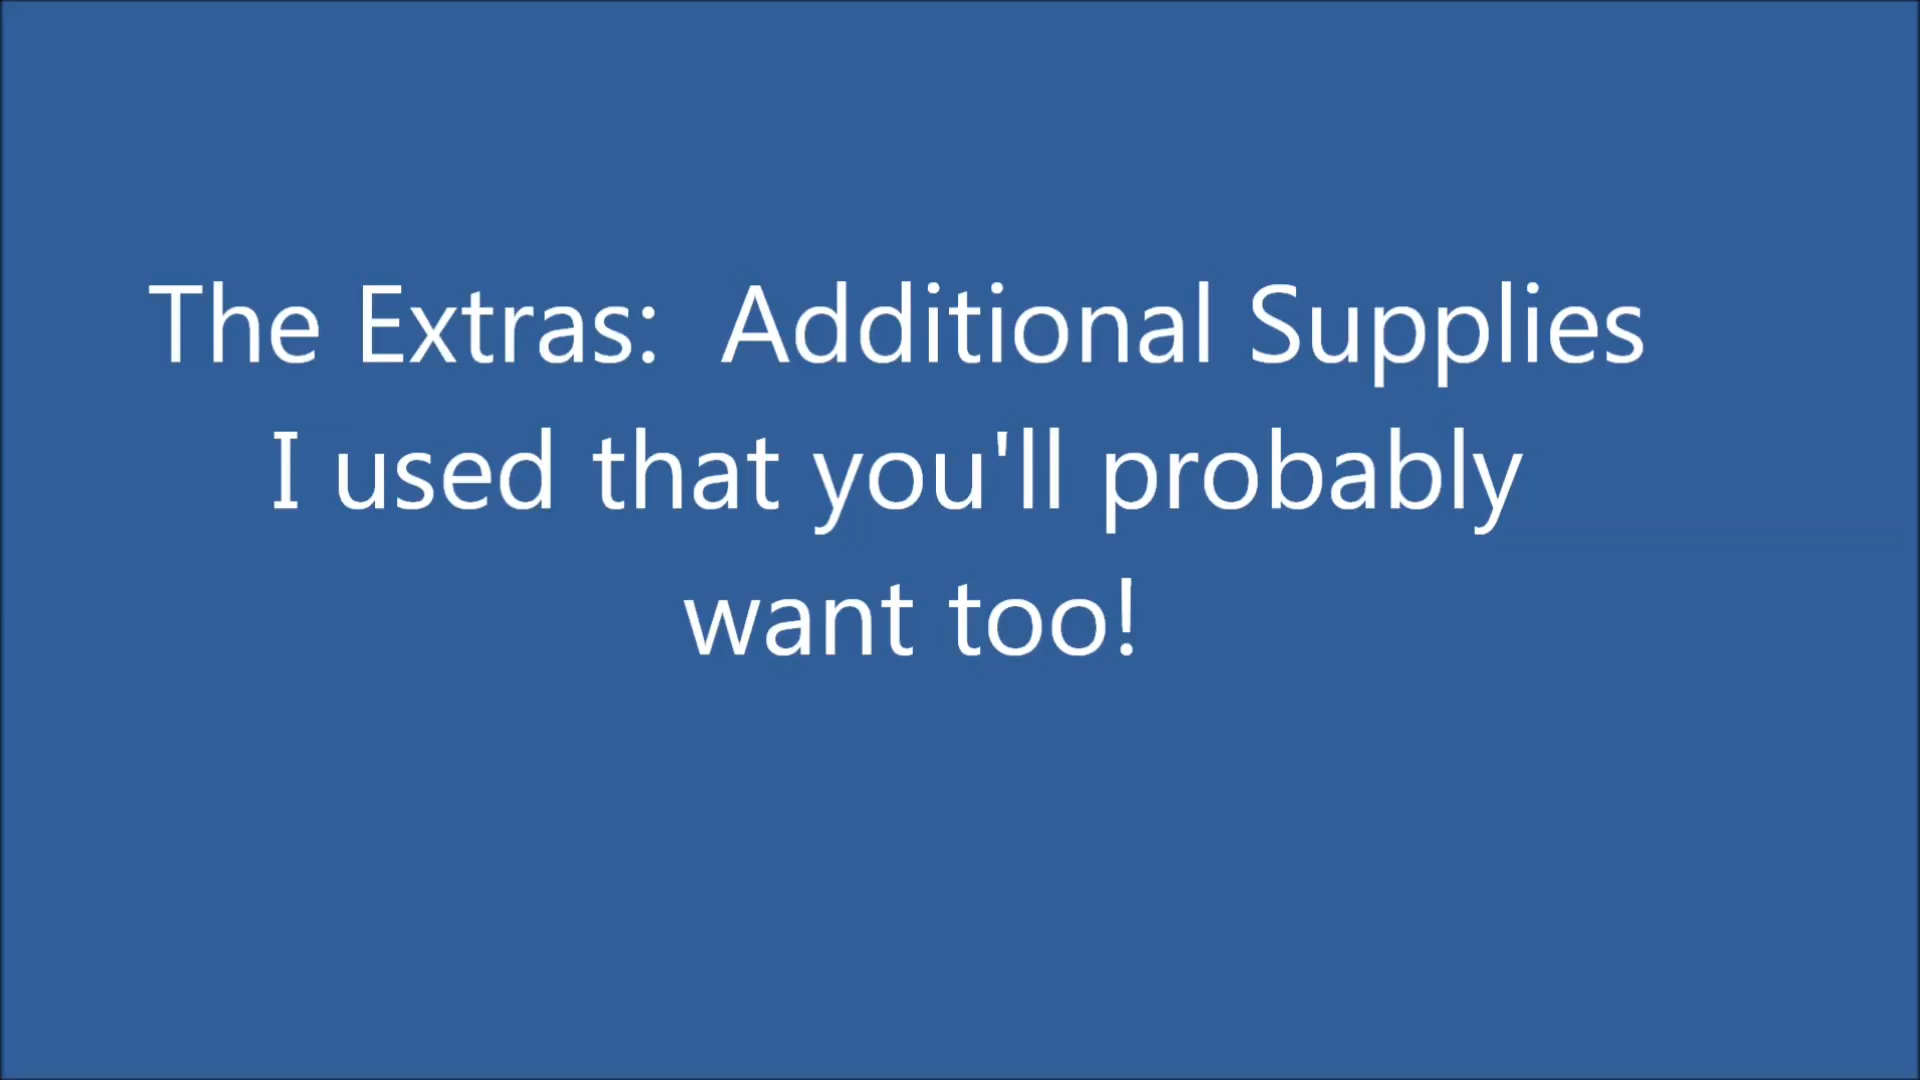 The Extras:  Additional Supplies
I used that you'll probably
want too!